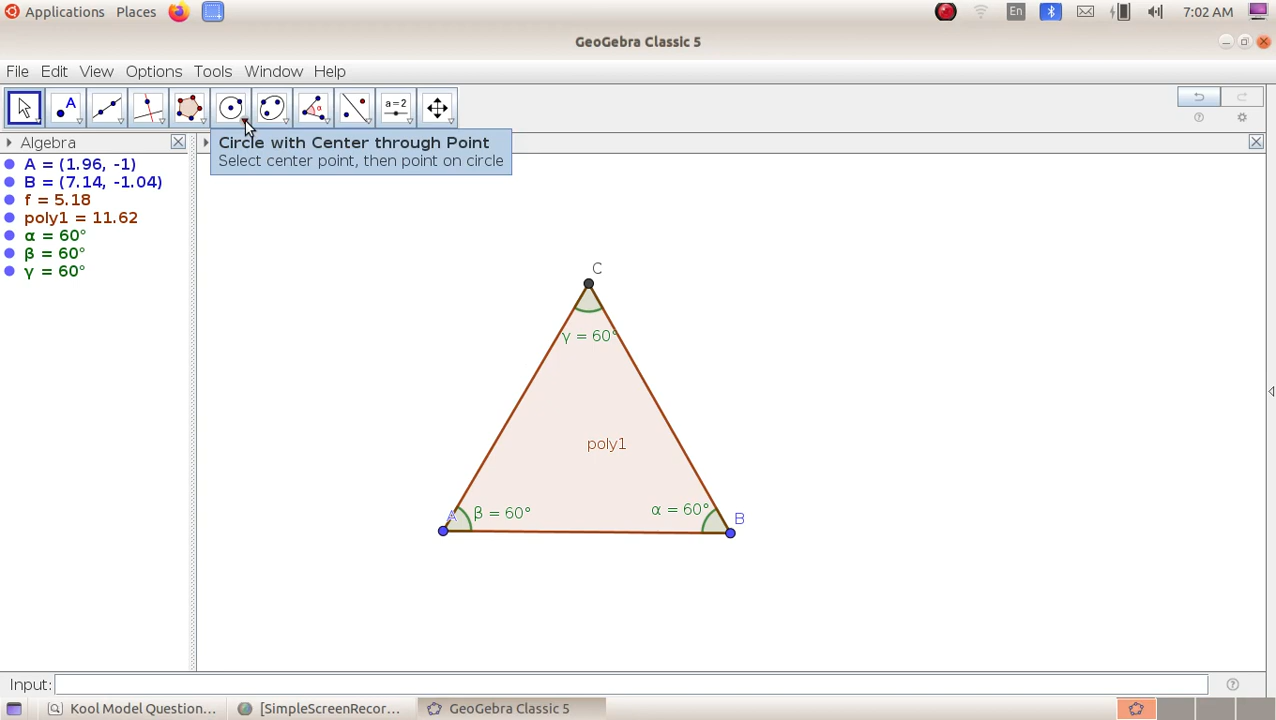 Applications Places En 7:02 AM
GeoGebra Classic 5
File Edit View Options Tools Window Help
A α a=2
Algebra
Circle with Center through Point
Select center point, then point on circle
A = (1.96, -1)
B = (7.14, -1.04)
f = 5.18
poly1 = 11.62
α = 60°
β = 60°
γ = 60°
C
γ = 60°
poly1
A β = 60° α = 60° B
Input:
Kool Model Question... [SimpleScreenRecor... GeoGebra Classic 5